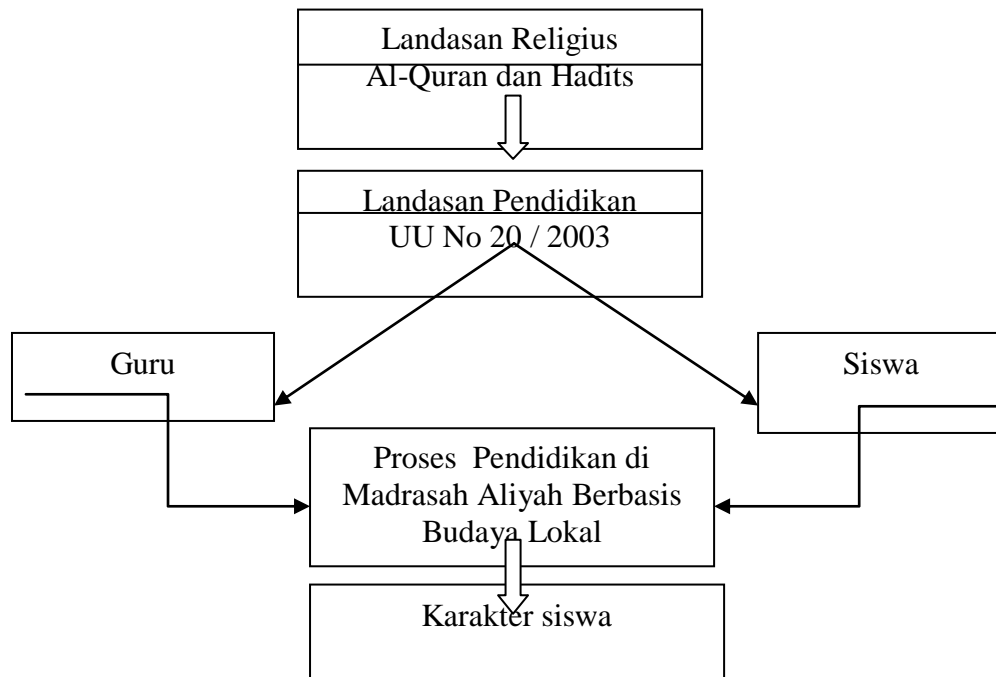 Landasan Religius
Al-Quran dan Hadits
Landasan Pendidikan
UU No 20 / 2003
Guru
Siswa
Proses Pendidikan di
Madrasah Aliyah Berbasis
Budaya Lokal
Karakter siswa